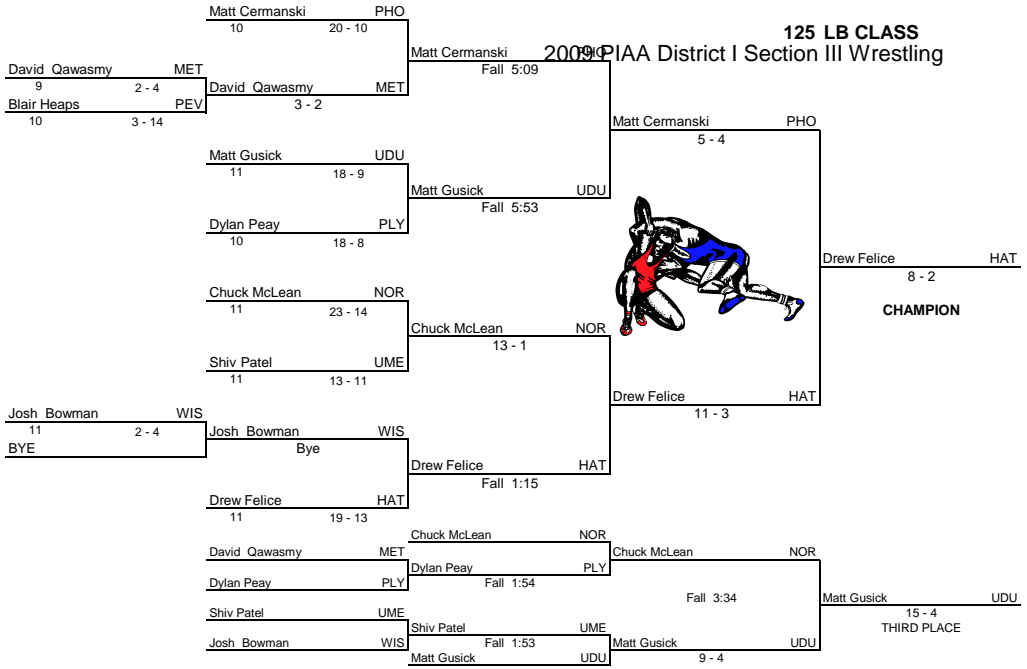 125 LB CLASS
2009 PIAA District I Section III Wrestling
Matt Cermanski PHO
10 20 - 10
David Qawasmy MET
9 2 - 4
Blair Heaps PEV
10 3 - 14
David Qawasmy MET
3 - 2
Matt Cermanski PHO
Fall 5:09
Matt Gusick UDU
11 18 - 9
Dylan Peay PLY
10 18 - 8
Matt Gusick UDU
Fall 5:53
Matt Cermanski PHO
5 - 4
Chuck McLean NOR
11 23 - 14
Shiv Patel UME
11 13 - 11
Chuck McLean NOR
13 - 1
Josh Bowman WIS
11 2 - 4
BYE
Josh Bowman WIS
Bye
Drew Felice HAT
11 19 - 13
Drew Felice HAT
Fall 1:15
Drew Felice HAT
11 - 3
Drew Felice HAT
8 - 2
CHAMPION
David Qawasmy MET
Dylan Peay PLY
Chuck McLean NOR
Dylan Peay PLY
Fall 1:54
Chuck McLean NOR
Fall 3:34
Shiv Patel UME
Josh Bowman WIS
Shiv Patel UME
Fall 1:53
Matt Gusick UDU
Matt Gusick UDU
9 - 4
Matt Gusick UDU
15 - 4
THIRD PLACE